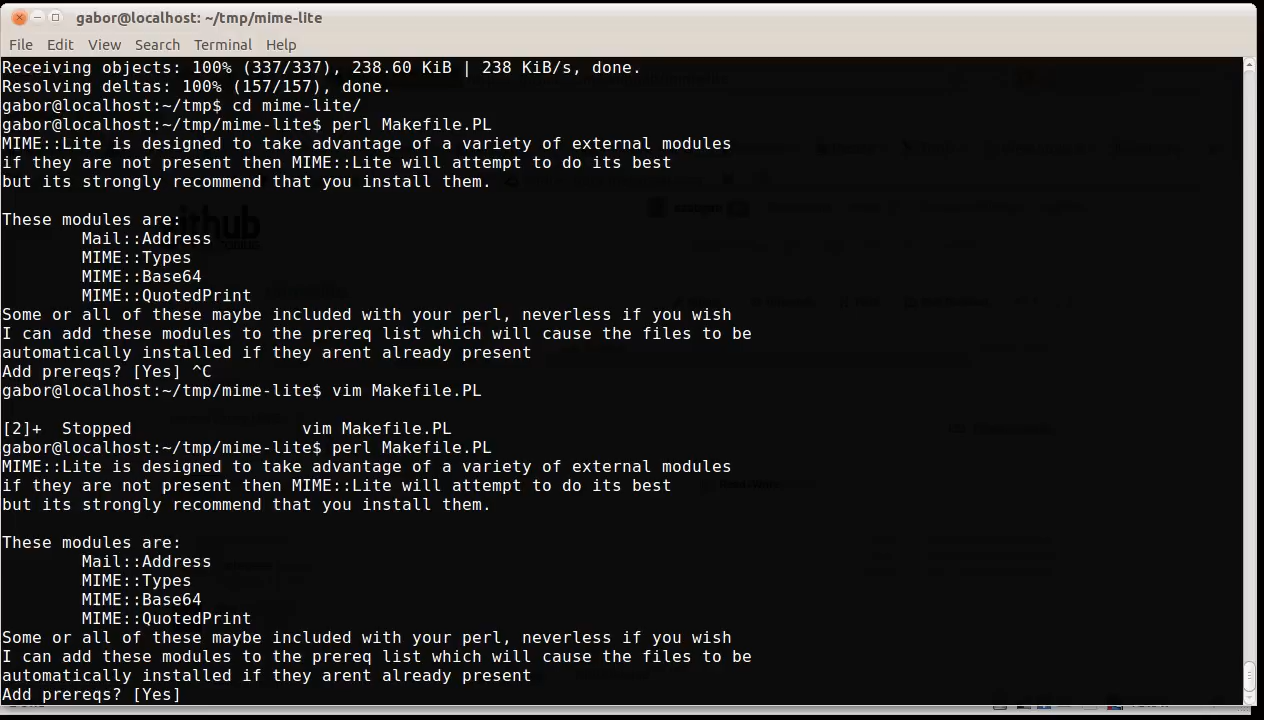 gabor@localhost: ~/tmp/mime-lite
File Edit View Search Terminal Help
Receiving objects: 100% (337/337), 238.60 KiB | 238 KiB/s, done.
Resolving deltas: 100% (157/157), done.
gabor@localhost:~/tmp$ cd mime-lite/
gabor@localhost:~/tmp/mime-lite$ perl Makefile.PL
MIME::Lite is designed to take advantage of a variety of external modules
if they are not present then MIME::Lite will attempt to do its best
but its strongly recommend that you install them.

These modules are:
        Mail::Address
        MIME::Types
        MIME::Base64
        MIME::QuotedPrint
Some or all of these maybe included with your perl, neverless if you wish
I can add these modules to the prereq list which will cause the files to be
automatically installed if they arent already present
Add prereqs? [Yes] ^C
gabor@localhost:~/tmp/mime-lite$ vim Makefile.PL

[2]+  Stopped                 vim Makefile.PL
gabor@localhost:~/tmp/mime-lite$ perl Makefile.PL
MIME::Lite is designed to take advantage of a variety of external modules
if they are not present then MIME::Lite will attempt to do its best
but its strongly recommend that you install them.

These modules are:
        Mail::Address
        MIME::Types
        MIME::Base64
        MIME::QuotedPrint
Some or all of these maybe included with your perl, neverless if you wish
I can add these modules to the prereq list which will cause the files to be
automatically installed if they arent already present
Add prereqs? [Yes]